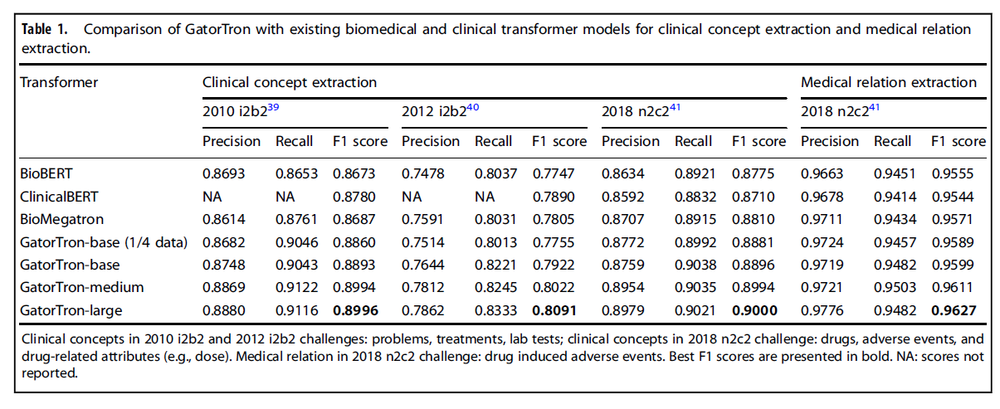 Table 1. Comparison of GatorTron with existing biomedical and clinical transformer models for clinical concept extraction and medical relation
extraction.
Transformer Clinical concept extraction Medical relation extraction
2010 i2b239 2012 i2b240 2018 n2c241 2018 n2c241
Precision Recall F1 score Precision Recall F1 score Precision Recall F1 score Precision Recall F1 score
BioBERT 0.8693 0.8653 0.8673 0.7478 0.8037 0.7747 0.8634 0.8921 0.8775 0.9663 0.9451 0.9555
ClinicalBERT NA NA 0.8780 NA NA 0.7890 0.8592 0.8832 0.8710 0.9678 0.9414 0.9544
BioMegatron 0.8614 0.8761 0.8687 0.7591 0.8031 0.7805 0.8707 0.8915 0.8810 0.9711 0.9434 0.9571
GatorTron-base (1/4 data) 0.8682 0.9046 0.8860 0.7514 0.8013 0.7755 0.8772 0.8992 0.8881 0.9724 0.9457 0.9589
GatorTron-base 0.8748 0.9043 0.8893 0.7644 0.8221 0.7922 0.8759 0.9038 0.8896 0.9719 0.9482 0.9599
GatorTron-medium 0.8869 0.9122 0.8994 0.7812 0.8245 0.8022 0.8954 0.9035 0.8994 0.9721 0.9503 0.9611
GatorTron-large 0.8880 0.9116 0.8996 0.7862 0.8333 0.8091 0.8979 0.9021 0.9000 0.9776 0.9482 0.9627
Clinical concepts in 2010 i2b2 and 2012 i2b2 challenges: problems, treatments, lab tests; clinical concepts in 2018 n2c2 challenge: drugs, adverse events, and
drug-related attributes (e.g., dose). Medical relation in 2018 n2c2 challenge: drug induced adverse events. Best F1 scores are presented in bold. NA: scores not
reported.